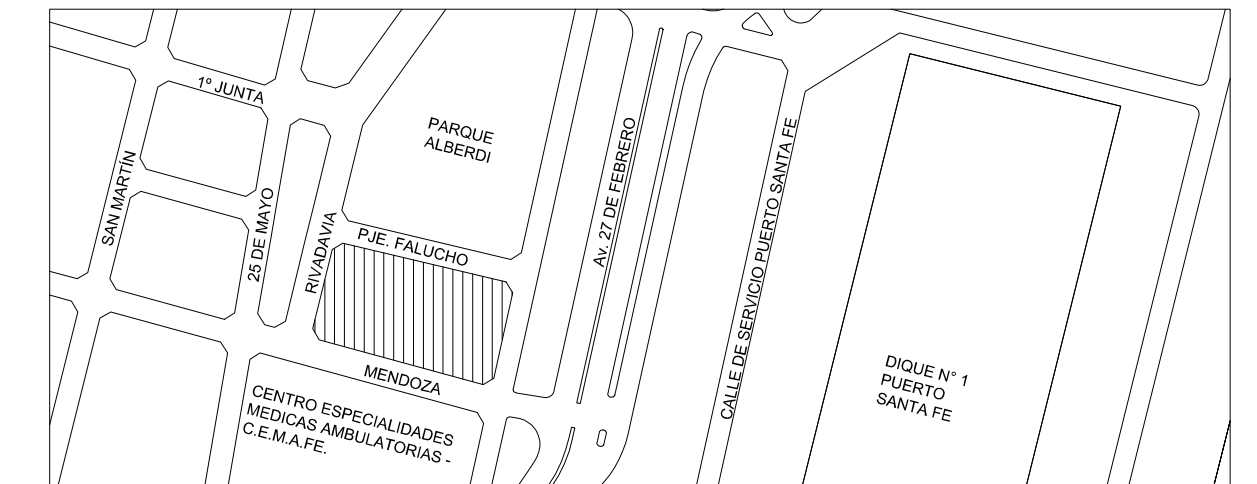 1º JUNTA
PARQUE
ALBERDI
SAN MARTÍN
25 DE MAYO
RIVADAVIA
PJE. FALUCHO
Av. 27 DE FEBRERO
CALLE DE SERVICIO PUERTO SANTA FE
MENDOZA
DIQUE N° 1
PUERTO
SANTA FE
CENTRO ESPECIALIDADES
MEDICAS AMBULATORIAS -
C.E.M.A.FE.